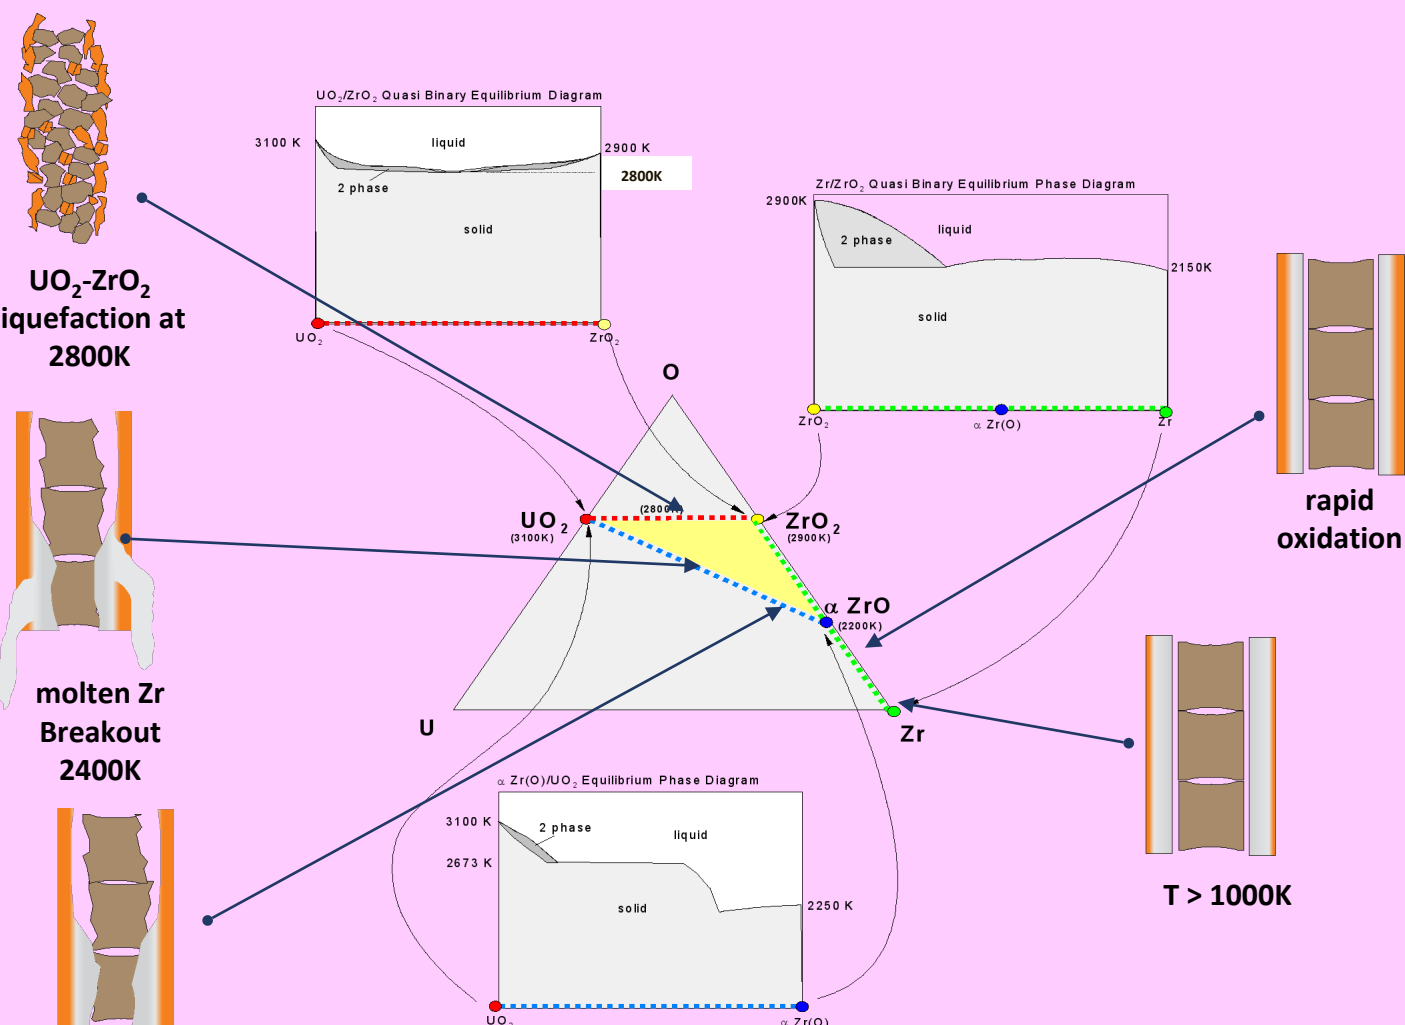 UO2/ZrO2 Quasi Binary Equilibrium Diagram
3100 K
liquid
2900 K
2800K
2 phase
solid
UO2
ZrO2
UO2-ZrO2
iquefaction at
2800K
Zr/ZrO2 Quasi Binary Equilibrium Phase Diagram
2900K
2 phase
liquid
2150K
solid
ZrO2
α Zr(O)
Zr
rapid
oxidation
O
(2800K)
UO2
(3100K)
ZrO2
(2900K)
α ZrO
(2200K)
U
Zr
molten Zr
Breakout
2400K
T > 1000K
α Zr(O)/UO2 Equilibrium Phase Diagram
3100 K
2 phase
liquid
2673 K
solid
2250 K
UO2
α Zr(O)